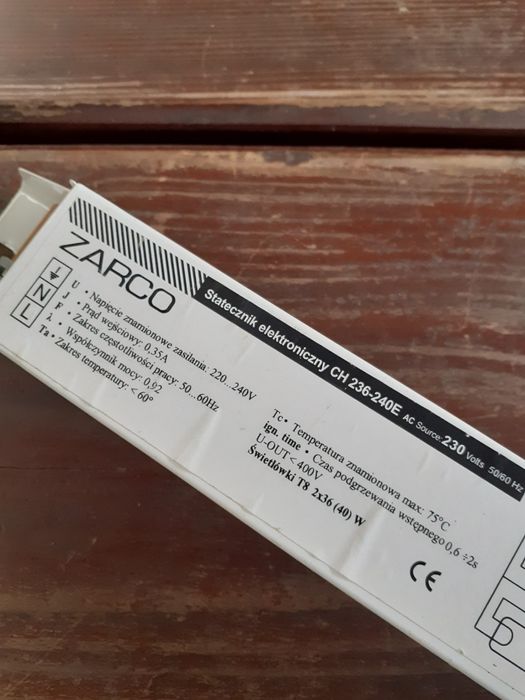 ZARCO
Statecznik elektroniczny CH 236-240E AC Source: 230 Volts 50/60 Hz
N
L
U • Napięcie znamionowe zasilania: 220...240V
J • Prąd wejściowy: 0,35A
F • Zakres częstotliwości pracy: 50...60Hz
λ • Współczynnik mocy: 0,92
Ta • Zakres temperatury: <60°
Tc • Temperatura znamionowa max: 75°C
ign. time • Czas podgrzewania wstępnego 0,6 ÷2s
U-OUT< 400V
Świetlówki T8 2x36 (40) W
CE